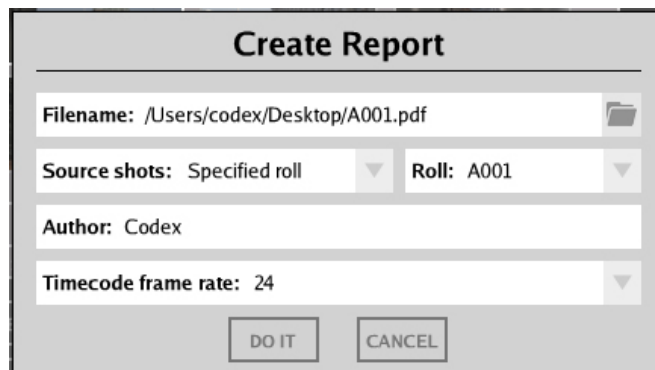 Create Report
Filename: /Users/codex/Desktop/A001.pdf
Source shots: Specified roll Roll: A001
Author: Codex
Timecode frame rate: 24
DO IT CANCEL